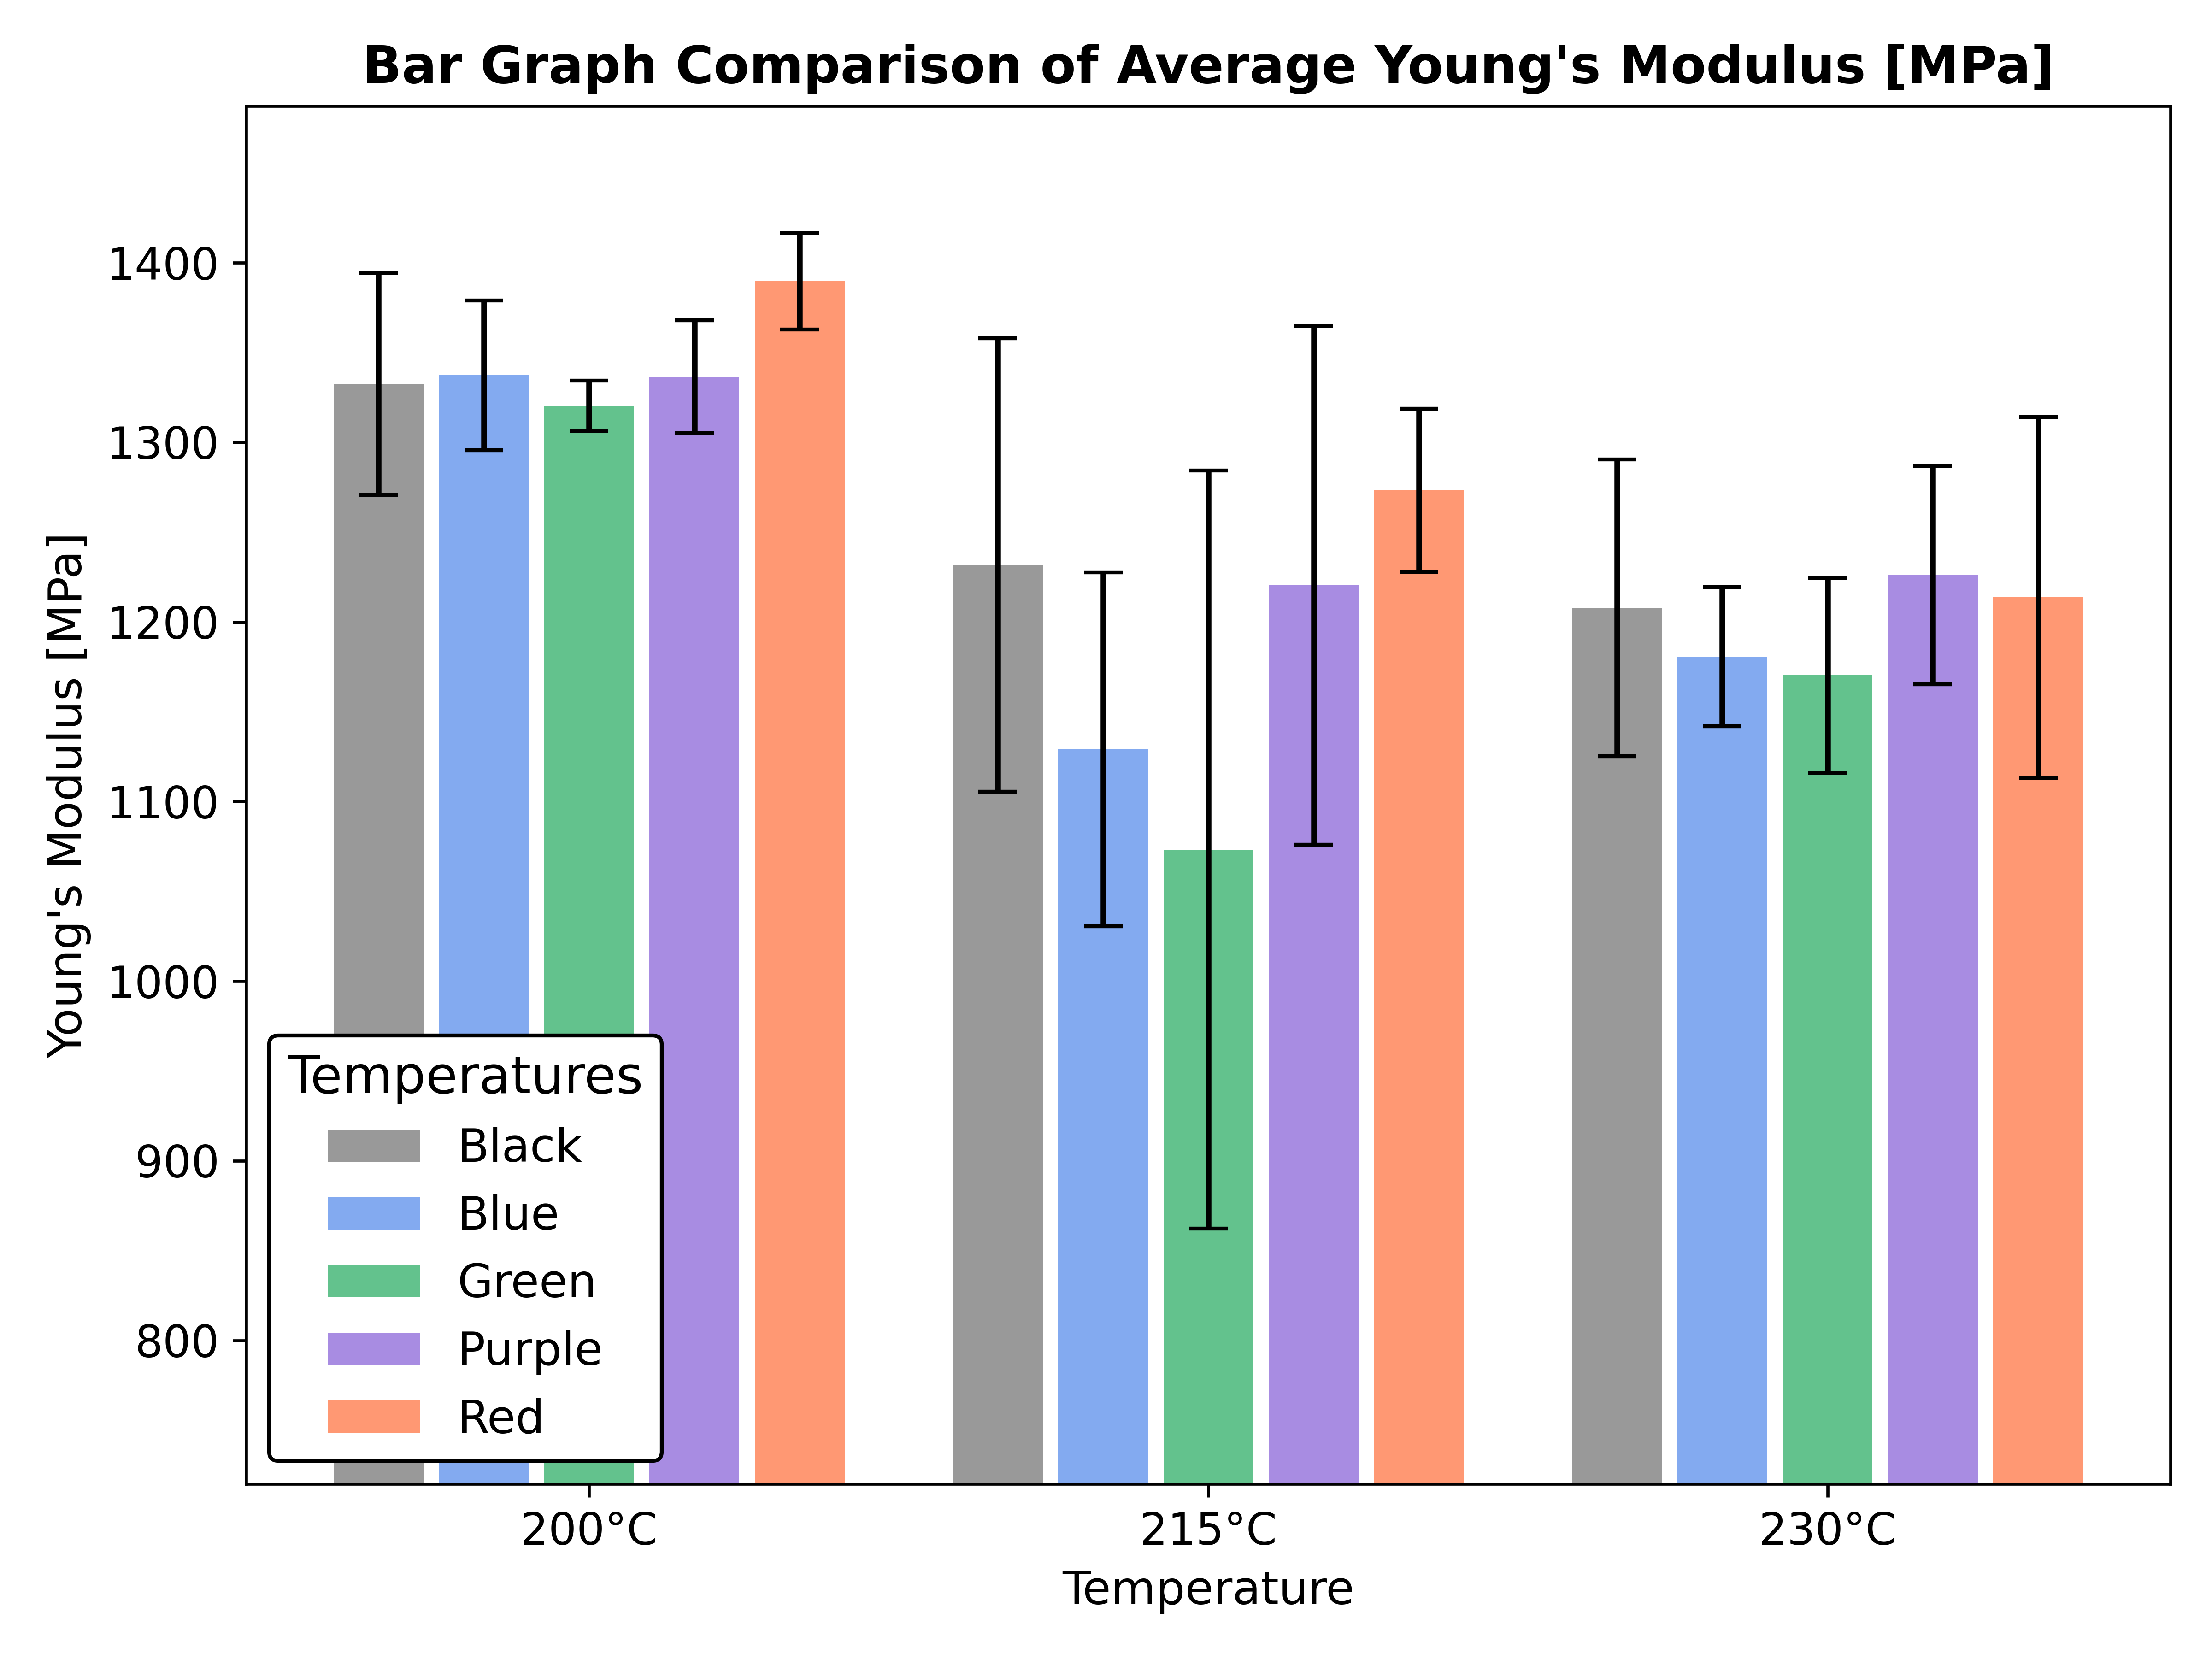 Bar Graph Comparison of Average Young's Modulus [MPa]
Young's Modulus [MPa]
1400
1300
1200
1100
1000
900
800
Temperatures
Black
Blue
Green
Purple
Red
200°C
215°C
230°C
Temperature